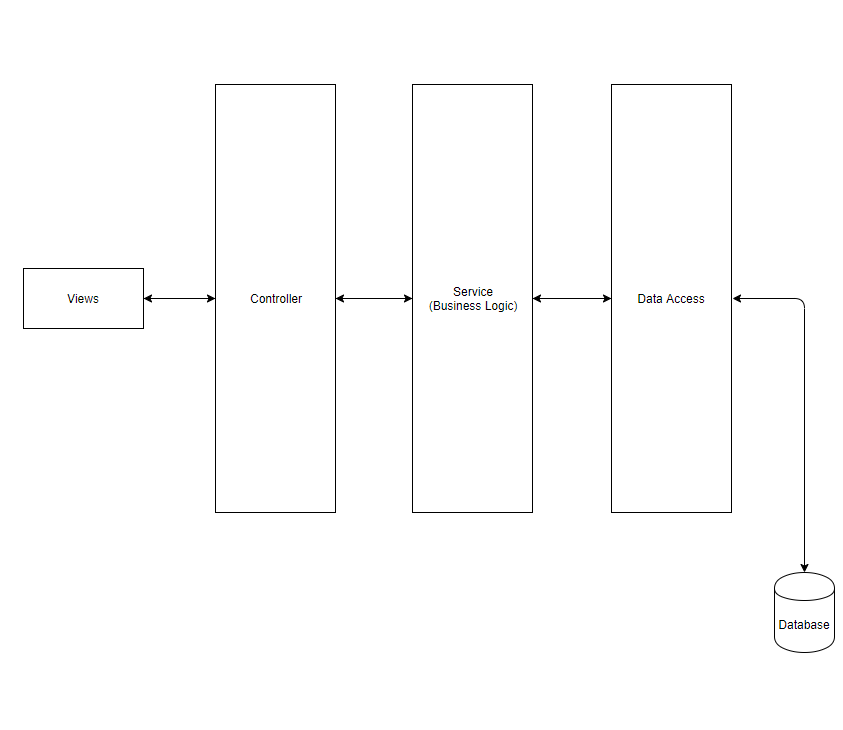 Views
Controller
Service
(Business Logic)
Data Access
Database